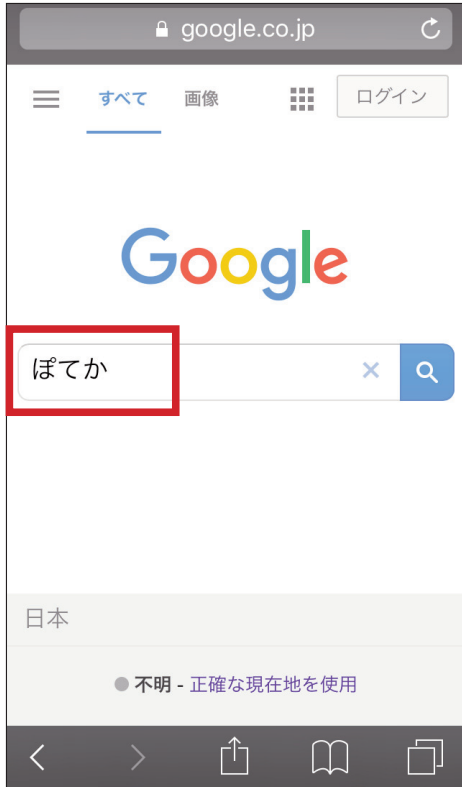 google.co.jp
すべて 画像 ログイン
Google
ぽてか
日本
不明 - 正確な現在地を使用